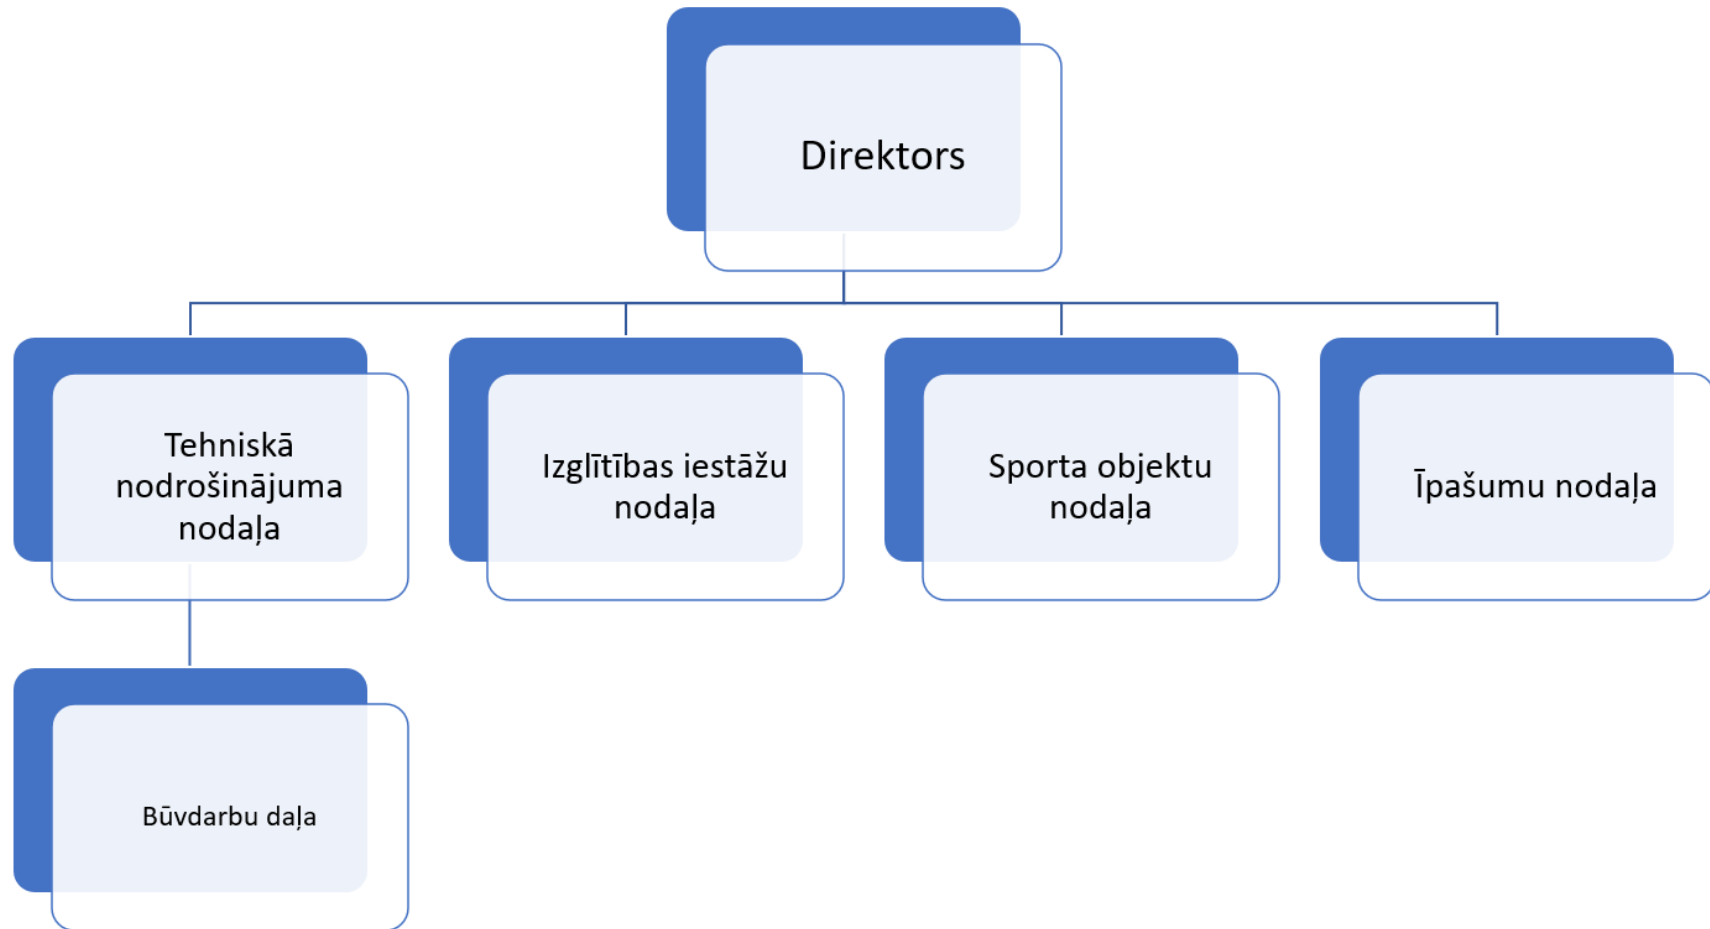 Direktors
Tehniskā
nodrošinājuma
nodaļa
Izglītības iestāžu
nodaļa
Sporta objektu
nodaļa
Īpašumu nodaļa
Būvdarbu daļa